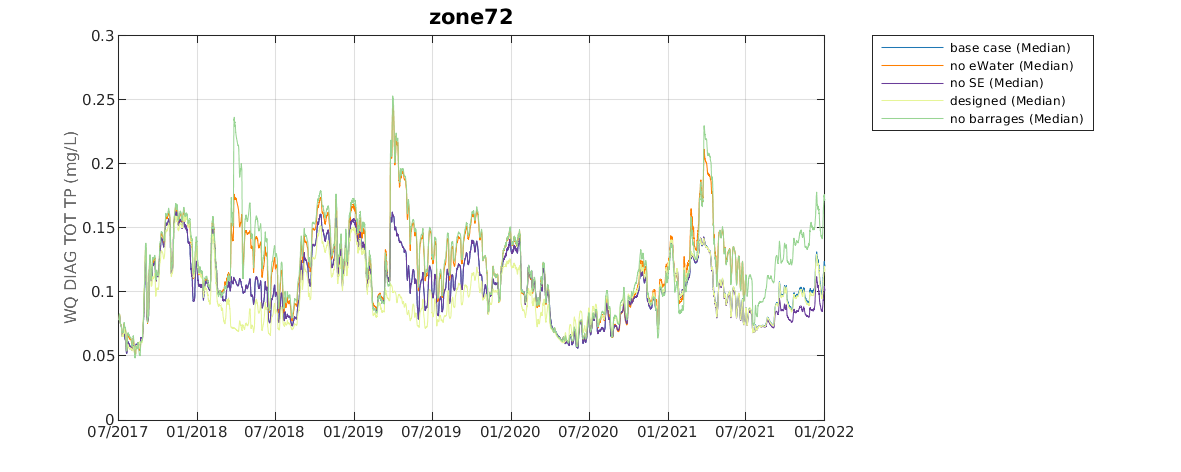 zone72
WQ DIAG TOT TP (mg/L)
0.3
0.25
0.2
0.15
0.1
0.05
0
07/2017 01/2018 07/2018 01/2019 07/2019 01/2020 07/2020 01/2021 07/2021 01/2022
base case (Median)
no eWater (Median)
no SE (Median)
designed (Median)
no barrages (Median)